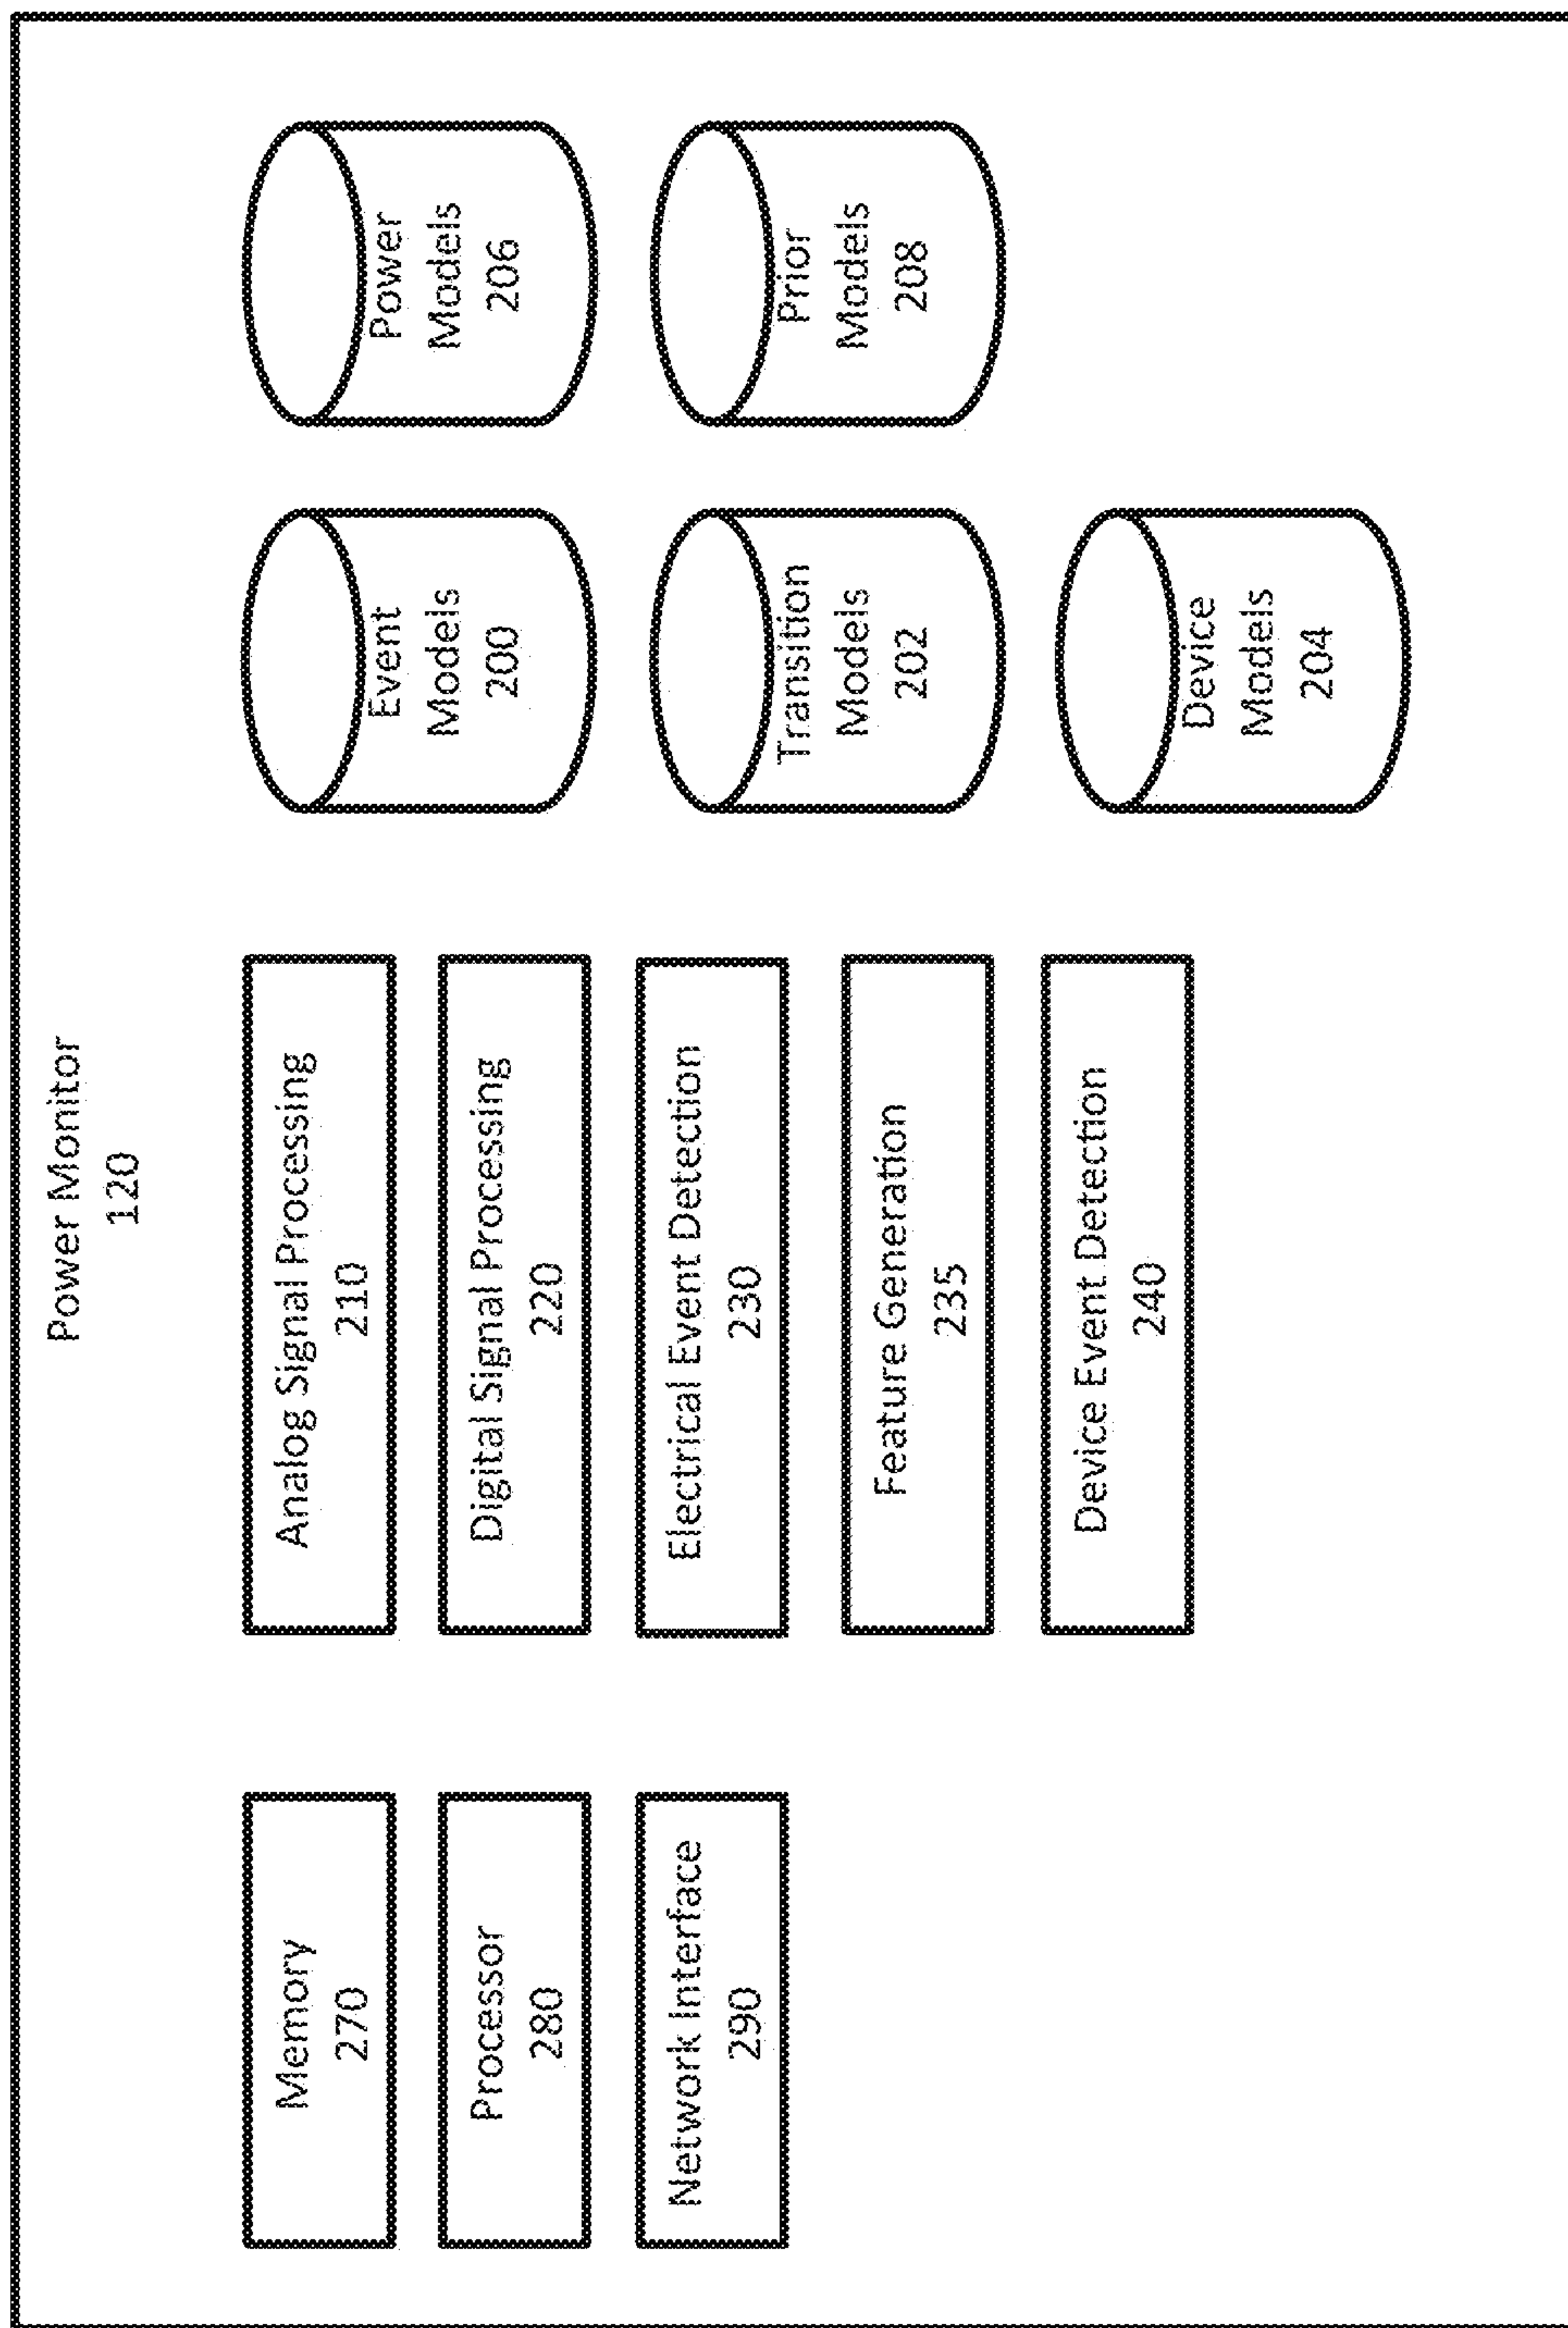 Power Monitor
120
Memory
270
Processor
280
Network Interface
290
Analog Signal Processing
210
Digital Signal Processing
220
Electrical Event Detection
230
Feature Generation
235
Device Event Detection
240
Event
Models
200
Transition
Models
202
Device
Models
204
Power
Models
206
Prior
Models
208